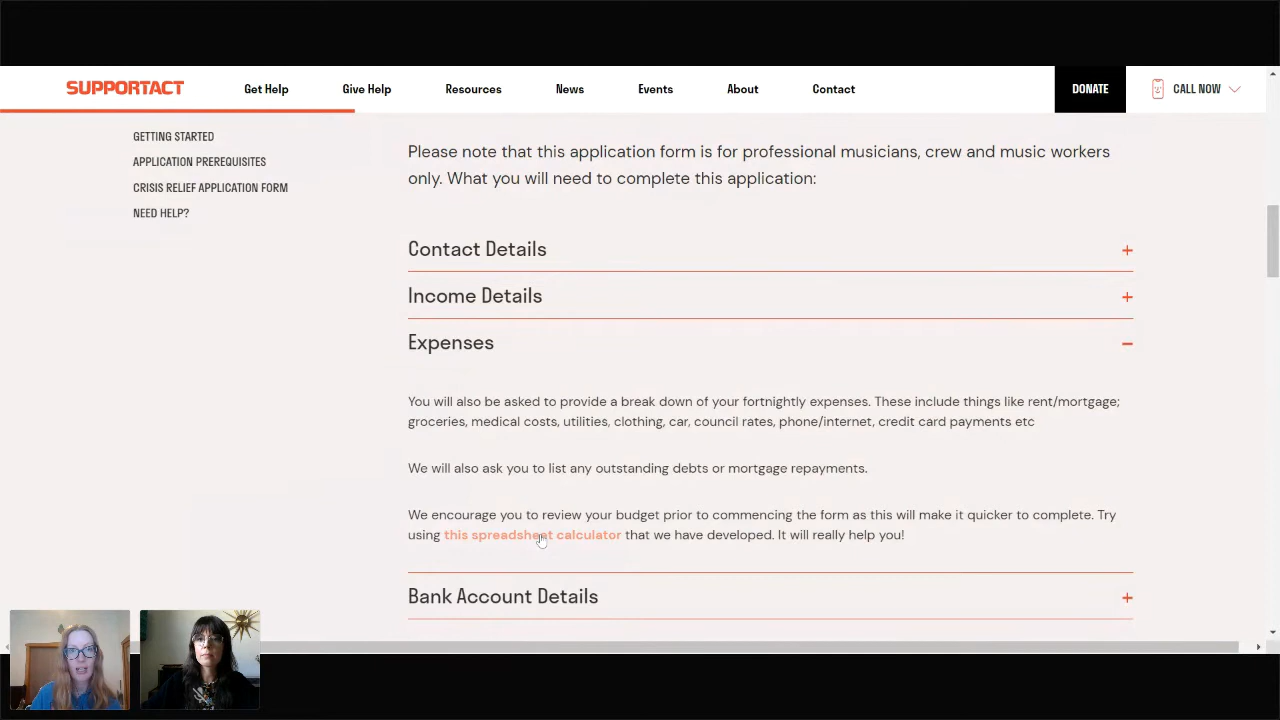 SUPPORTACT
Get Help
Give Help
Resources
News
Events
About
Contact
DONATE
CALL NOW
GETTING STARTED
APPLICATION PREREQUISITES
CRISIS RELIEF APPLICATION FORM
NEED HELP?
Please note that this application form is for professional musicians, crew and music workers
only. What you will need to complete this application:
Contact Details
Income Details
Expenses
You will also be asked to provide a break down of your fortnightly expenses. These include things like rent/mortgage;
groceries, medical costs, utilities, clothing, car, council rates, phone/internet, credit card payments etc
We will also ask you to list any outstanding debts or mortgage repayments.
We encourage you to review your budget prior to commencing the form as this will make it quicker to complete. Try
using this spreadsheet calculator that we have developed. It will really help you!
Bank Account Details